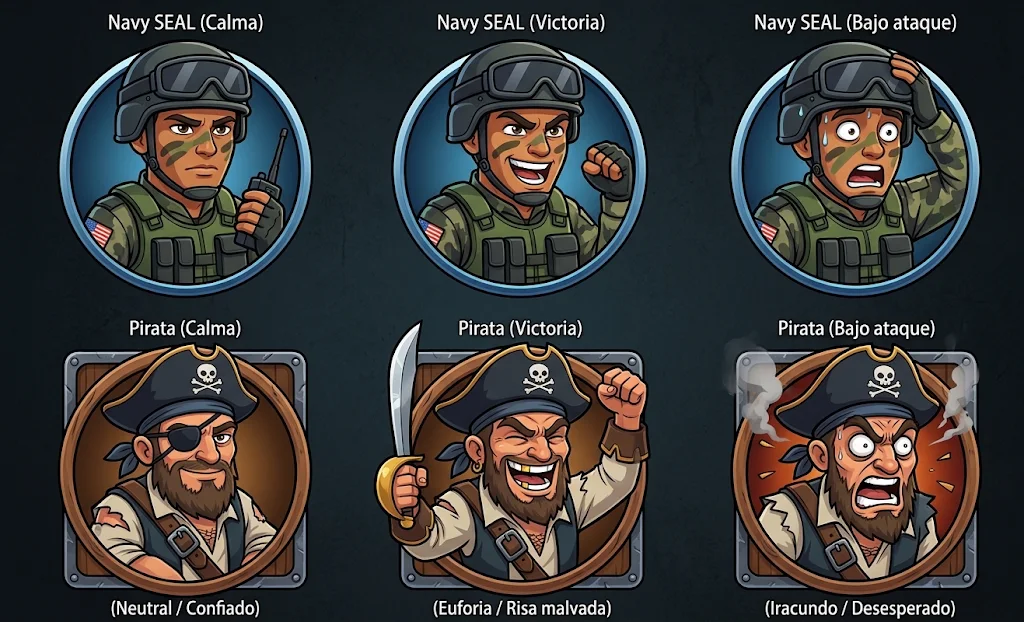 Navy SEAL (Calma)
Navy SEAL (Victoria)
Navy SEAL (Bajo ataque)
Pirata (Calma)
Pirata (Victoria)
Pirata (Bajo ataque)
(Neutral / Confiado)
(Euforia / Risa malvada)
(Iracundo / Desesperado)